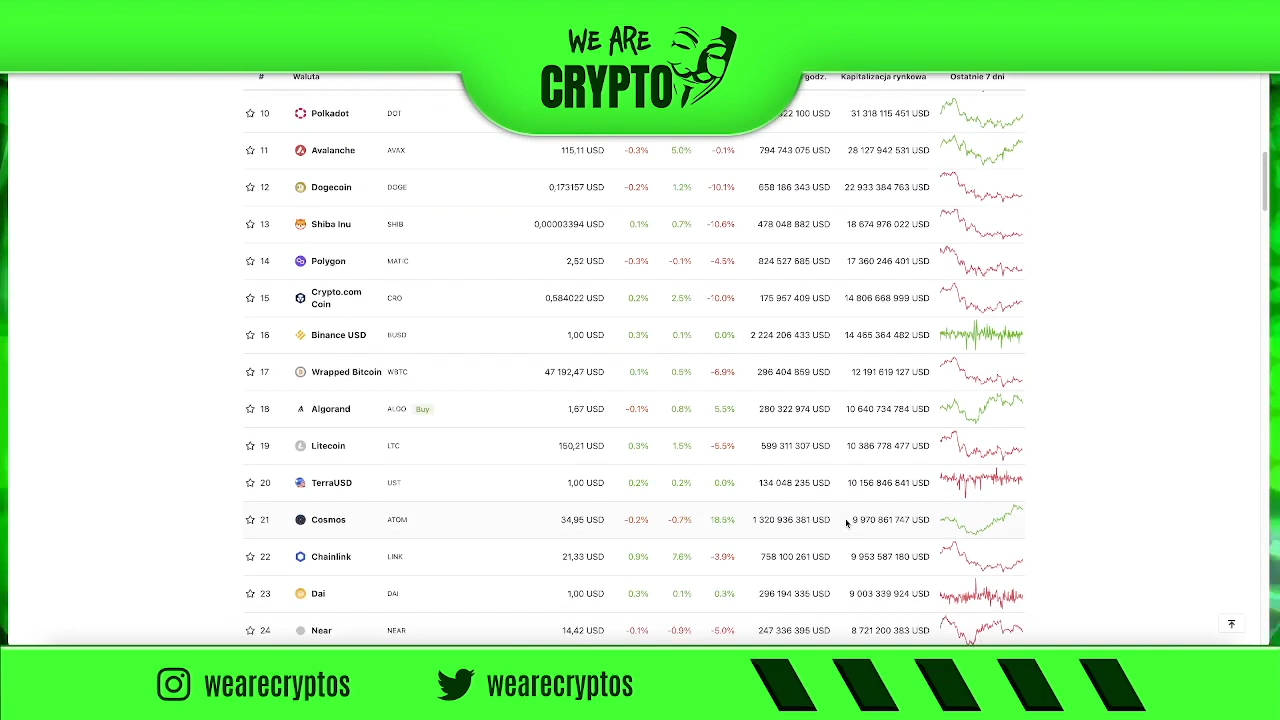 WE ARE
CRYPTO
# Waluta godz. Kapitalizacja rynkowa Ostatnie 7 dni
10 Polkadot DOT 100 USD 31 318 115 451 USD
11 Avalanche AVAX 115,11 USD -0.3% 5.0% -0.1% 794 743 075 USD 28 127 942 531 USD
12 Dogecoin DOGE 0,173157 USD -0.2% 1.2% -10.1% 658 186 343 USD 22 933 384 763 USD
13 Shiba Inu SHIB 0,00003394 USD 0.1% 0.7% -10.6% 478 048 882 USD 18 674 976 022 USD
14 Polygon MATIC 2,52 USD -0.3% -0.1% -4.5% 824 527 685 USD 17 360 246 401 USD
15 Crypto.com Coin CRO 0,584022 USD 0.2% 2.5% -10.0% 175 957 409 USD 14 806 668 999 USD
16 Binance USD BUSD 1,00 USD 0.3% 0.1% 0.0% 2 224 206 433 USD 14 465 364 482 USD
17 Wrapped Bitcoin WBTC 47 192,47 USD 0.1% 0.5% -6.9% 296 404 859 USD 12 191 619 127 USD
18 Algorand ALGO Buy 1,67 USD -0.1% 0.8% 5.5% 280 322 974 USD 10 640 734 784 USD
19 Litecoin LTC 150,21 USD 0.3% 1.5% -5.5% 599 311 307 USD 10 386 778 477 USD
20 TerraUSD UST 1,00 USD 0.2% 0.2% 0.0% 134 048 235 USD 10 156 846 841 USD
21 Cosmos ATOM 34,95 USD -0.2% -0.7% 18.5% 1 320 936 381 USD 9 970 861 747 USD
22 Chainlink LINK 21,33 USD 0.9% 7.6% -3.9% 758 100 261 USD 9 953 587 180 USD
23 Dai DAI 1,00 USD 0.3% 0.1% 0.3% 296 194 335 USD 9 003 339 924 USD
24 Near NEAR 14,42 USD -0.1% -0.9% -5.0% 247 336 395 USD 8 721 200 383 USD
wearecryptos wearecryptos